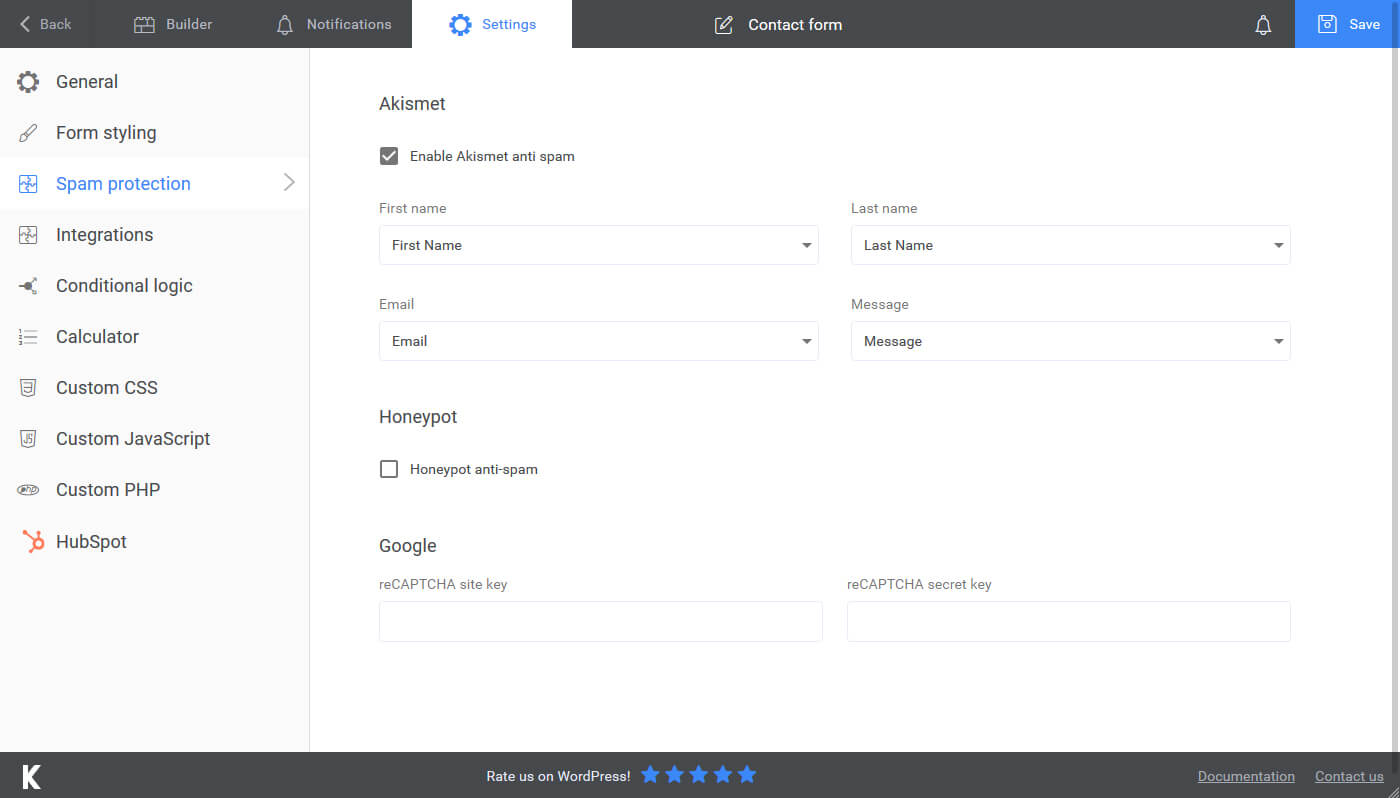 Back
Builder
Notifications
Settings
Contact form
Save
General
Form styling
Spam protection
Integrations
Conditional logic
Calculator
Custom CSS
Custom JavaScript
Custom PHP
HubSpot
Akismet
Enable Akismet anti spam
First name
Last name
First Name
Last Name
Email
Message
Email
Message
Honeypot
Honeypot anti-spam
Google
reCAPTCHA site key
reCAPTCHA secret key
K
Rate us on WordPress!
Documentation
Contact us